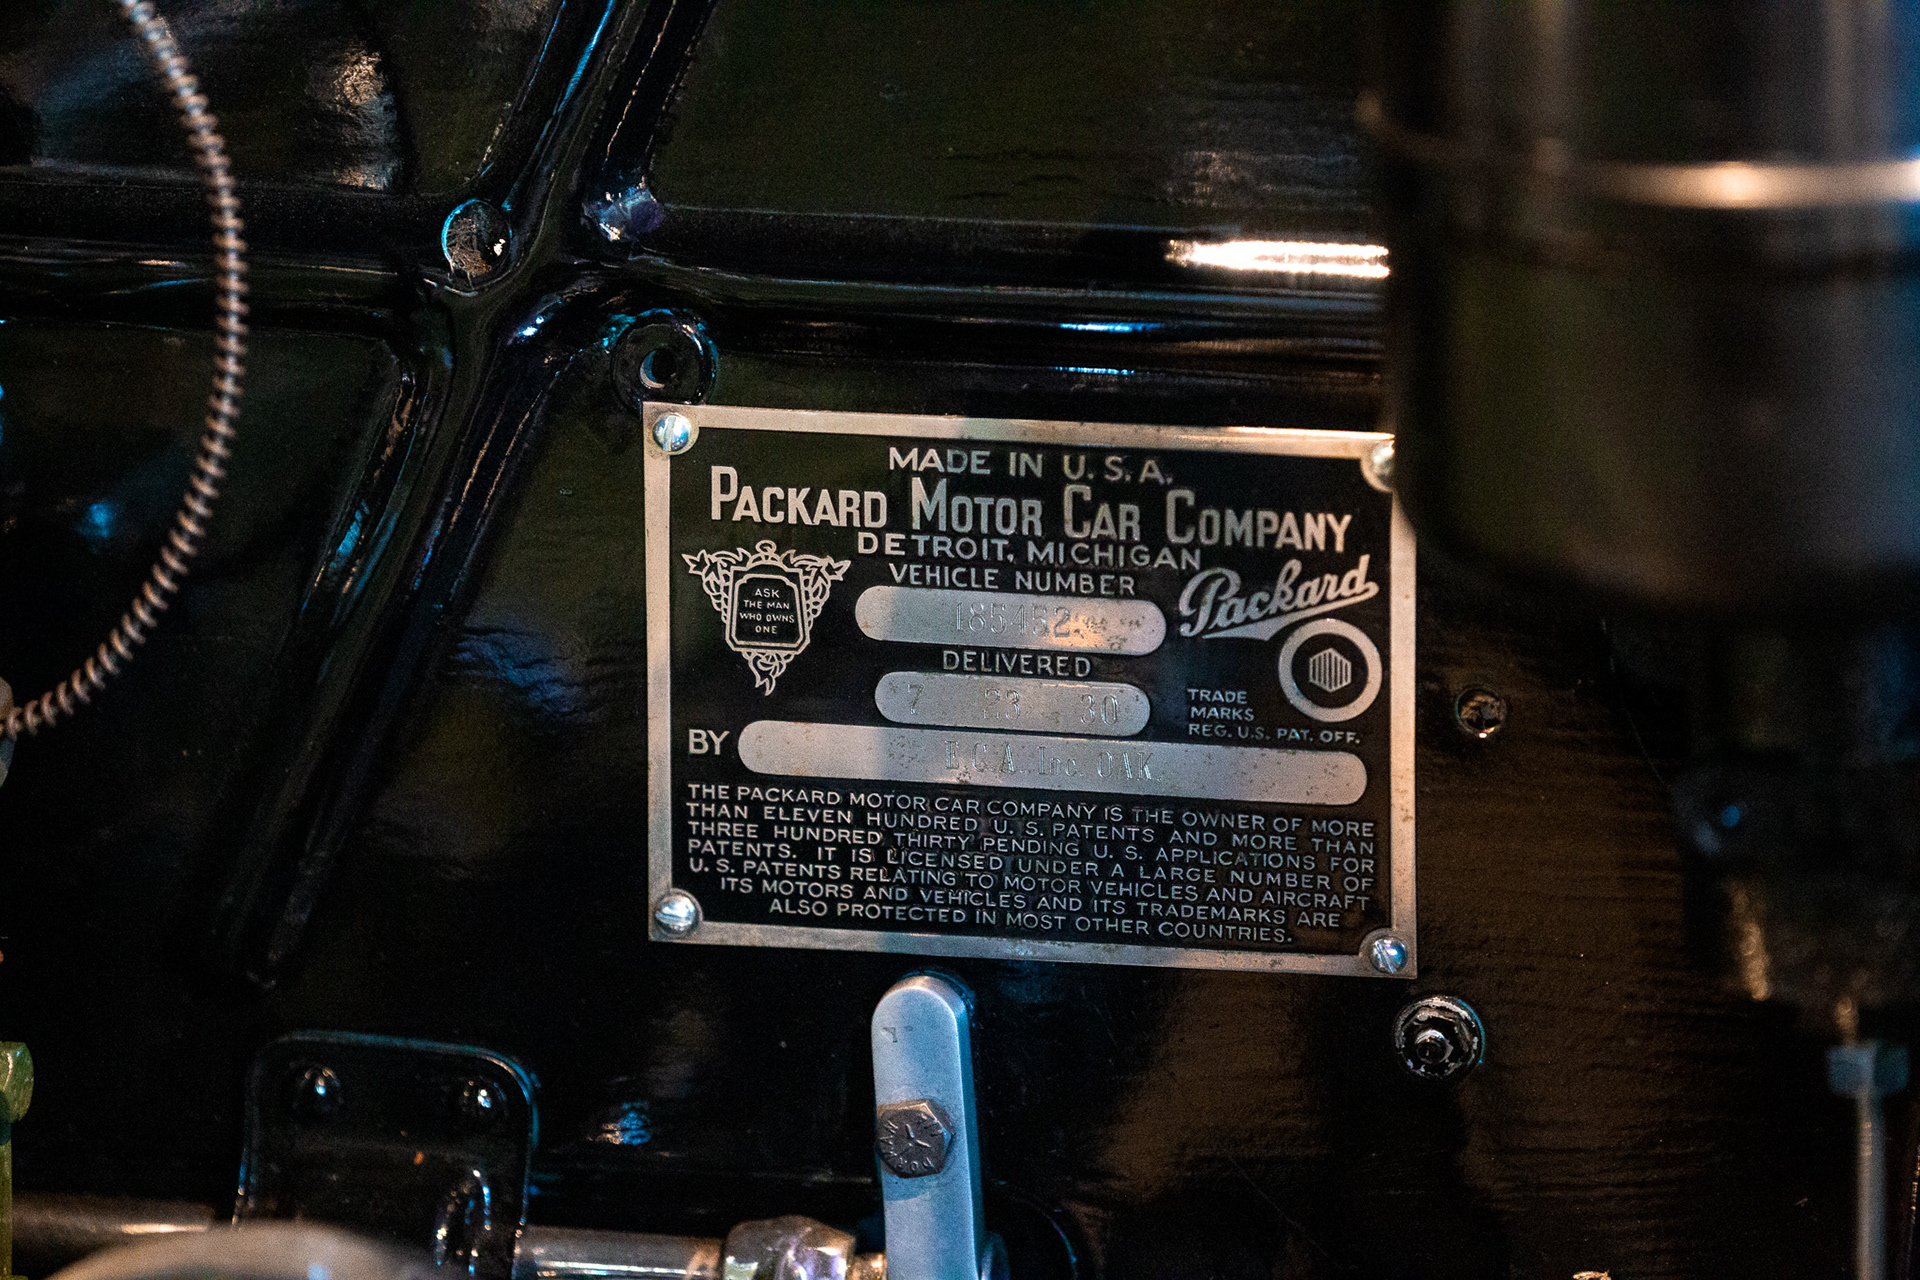 MADE IN U.S.A.
PACKARD MOTOR CAR COMPANY
DETROIT, MICHIGAN
VEHICLE NUMBER
185482
ASK
THE MAN
WHO OWNS
ONE
Packard
DELIVERED
7 23 30
TRADE
MARKS
REG. U.S. PAT. OFF.
BY E.C.A. Inc. OAK
THE PACKARD MOTOR CAR COMPANY IS THE OWNER OF MORE
THAN ELEVEN HUNDRED U. S. PATENTS AND MORE THAN
THREE HUNDRED THIRTY PENDING U. S. APPLICATIONS FOR
PATENTS. IT IS LICENSED UNDER A LARGE NUMBER OF
U. S. PATENTS RELATING TO MOTOR VEHICLES AND AIRCRAFT
ITS MOTORS AND VEHICLES AND ITS TRADEMARKS ARE
ALSO PROTECTED IN MOST OTHER COUNTRIES.